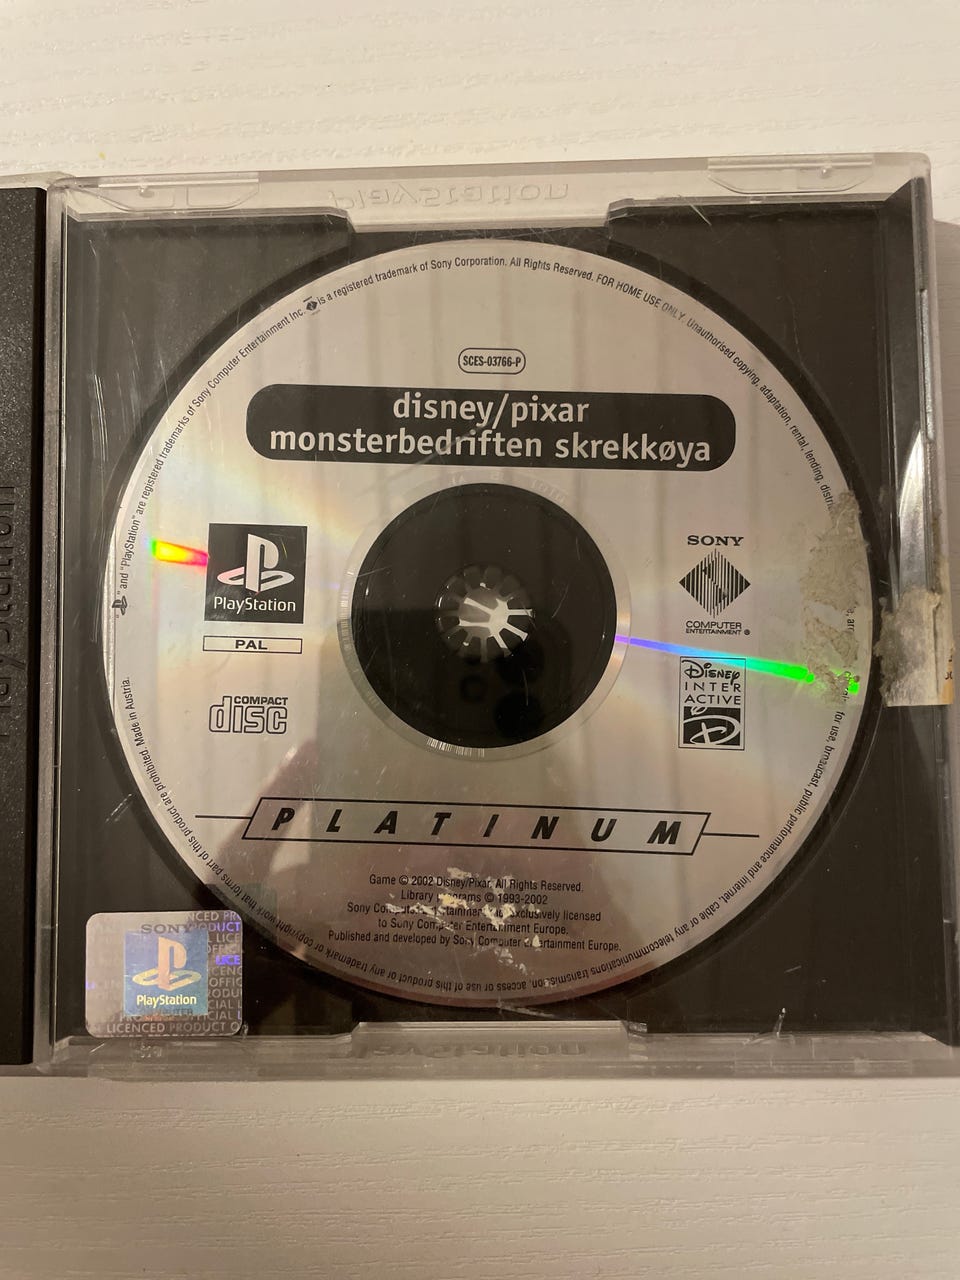 PlayStation
SCES-03766-P
disney/pixar
monsterbedriften skrekkøya
PlayStation
PAL
COMPACT
disc
SONY
COMPUTER
ENTERTAINMENT ®
DISNEY
INTER
ACTIVE
PLATINUM
Game © 2002 Disney/Pixar. All Rights Reserved.
Library programs © 1993-2002
Sony Computer Entertainment Inc. exclusively licensed
to Sony Computer Entertainment Europe.
Published and developed by Sony Computer Entertainment Europe.
and "PlayStation" are registered trademarks of Sony Computer Entertainment Inc. is a registered trademark of Sony Corporation. All Rights Reserved. FOR HOME USE ONLY. Unauthorised copying, adaptation, rental, lending, for use, broadcast, public performance and internet, cable or any telecommunications transmission, access or use of this product or any trademark or copyright work that forms part of this product are prohibited. Made in Austria.
SONY
PlayStation
LICENCED PRODUCT
PlayStation
PlayStation